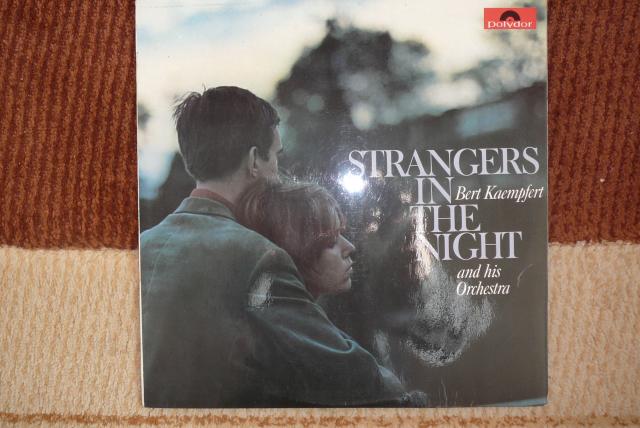 polydor
STRANGERS
IN
Bert Kaempfert
THE
NIGHT
and his
Orchestra